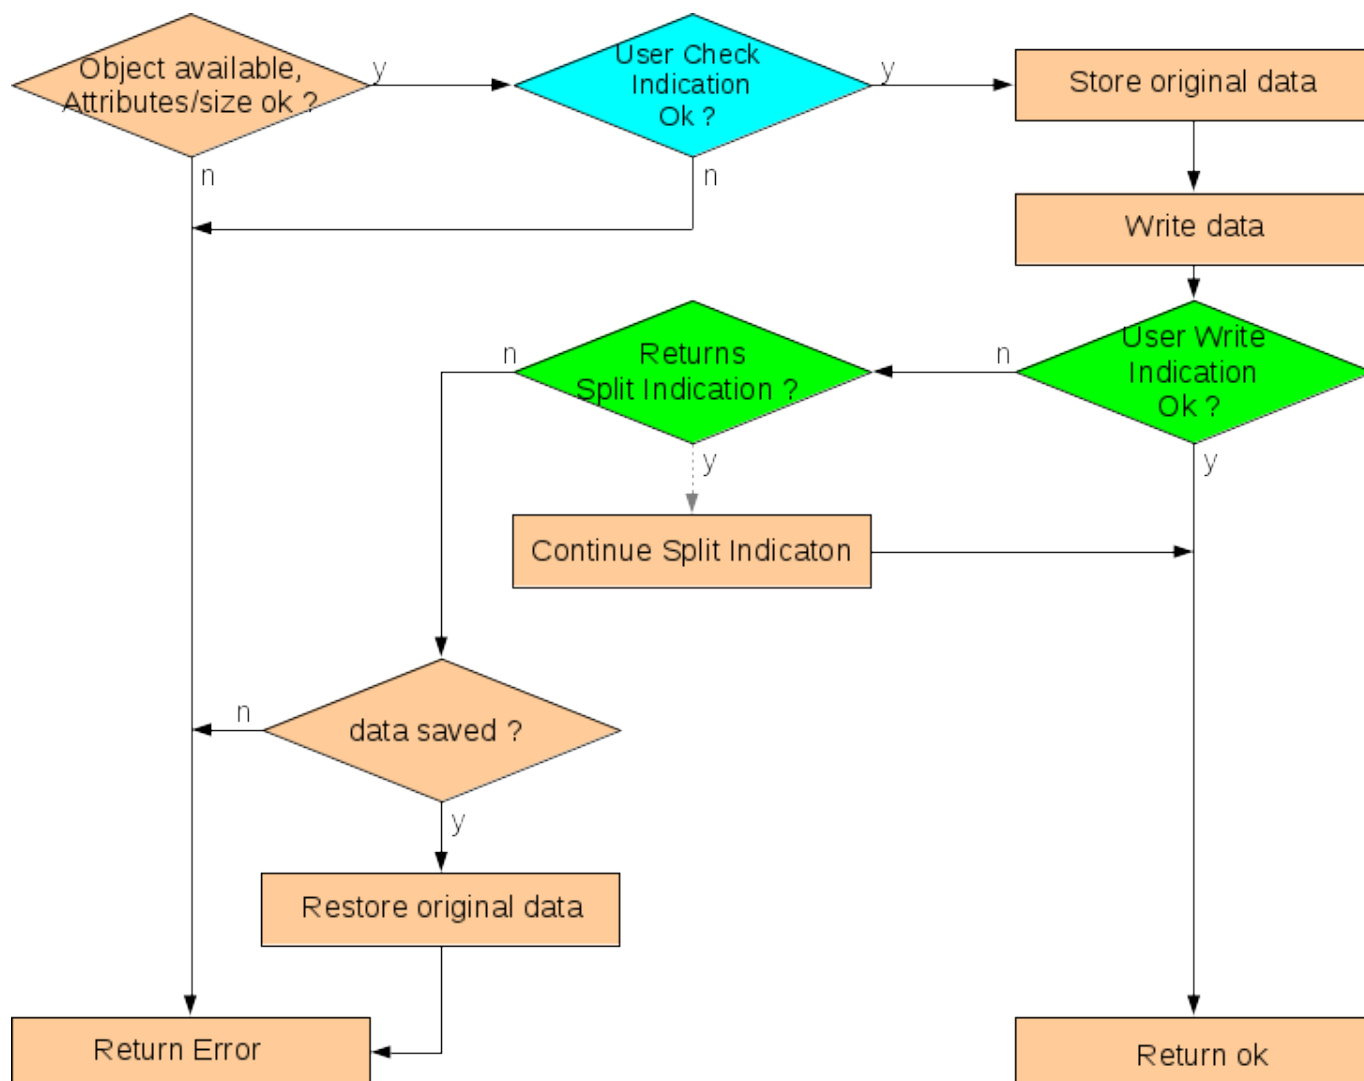 Object available,
Attributes/size ok ?
y
User Check
Indication
Ok ?
y
Store original data
n
n
Write data
n
Returns
Split Indication ?
n
User Write
Indication
Ok ?
y
y
Continue Split Indicaton
n
data saved ?
y
Restore original data
Return Error
Return ok